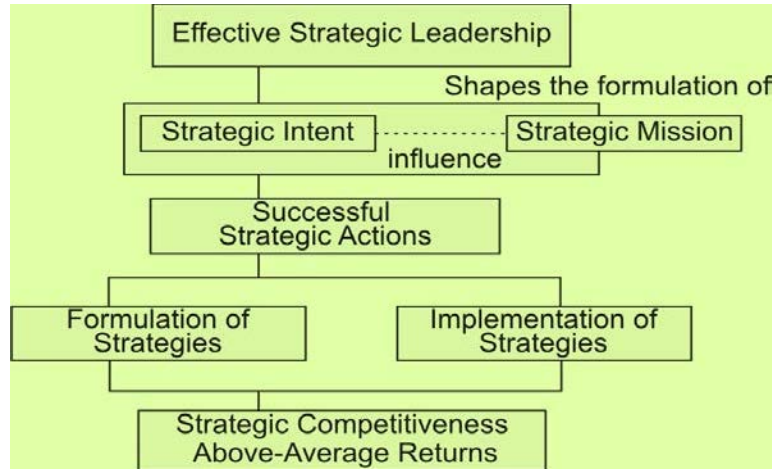 Effective Strategic Leadership
Shapes the formulation of
Strategic Intent
Strategic Mission
influence
Successful
Strategic Actions
Formulation of
Strategies
Implementation of
Strategies
Strategic Competitiveness
Above-Average Returns